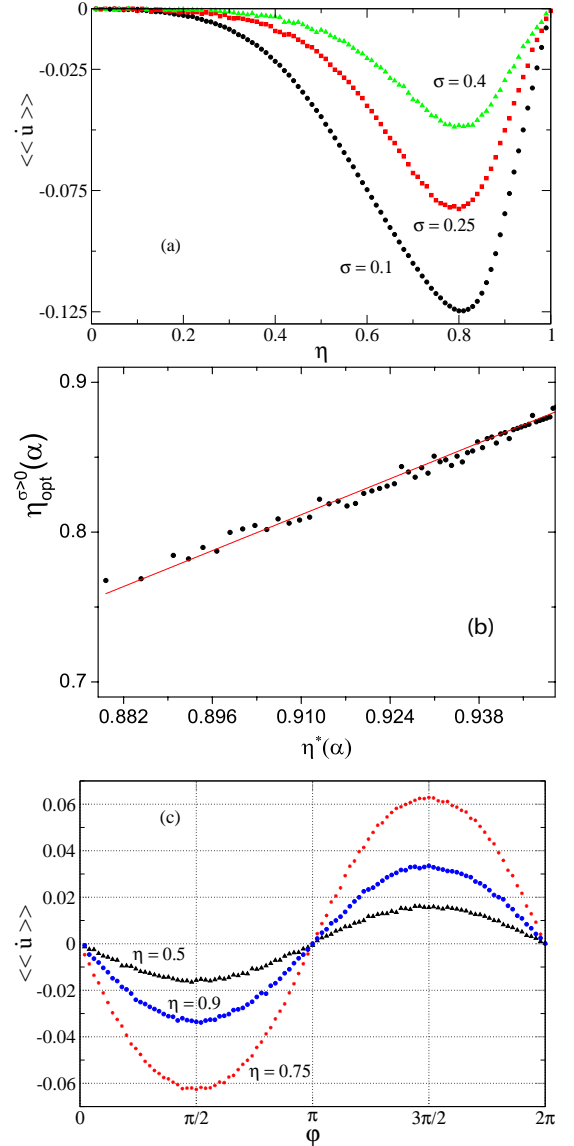 0
-0.025
-0.075
-0.125
<< u̇ >>
σ = 0.4
σ = 0.25
σ = 0.1
(a)
0 0.2 0.4 0.6 0.8 1
η
0.9
0.8
0.7
η_opt^{σ>0}(α)
(b)
0.882 0.896 0.910 0.924 0.938
η*(α)
0.06
0.04
0.02
0
-0.02
-0.04
-0.06
<< u̇ >>
(c)
η = 0.5
η = 0.9
η = 0.75
0 π/2 π 3π/2 2π
φ